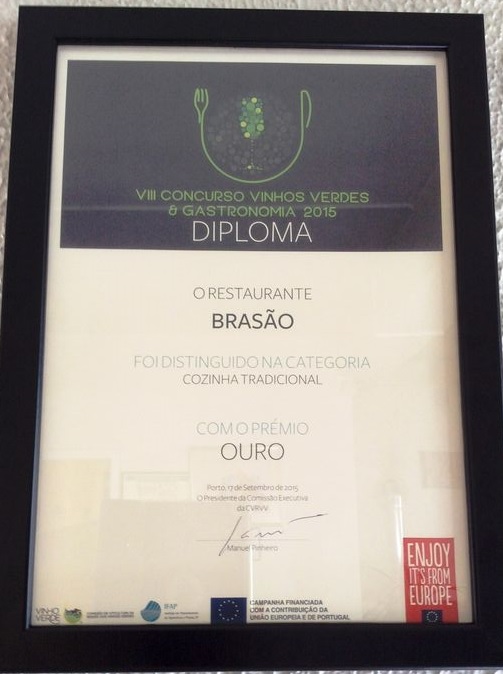 VIII CONCURSO VINHOS VERDES
& GASTRONOMIA 2015
DIPLOMA
O RESTAURANTE
BRASÃO
FOI DISTINGUIDO NA CATEGORIA
COZINHA TRADICIONAL
COM O PRÉMIO
OURO
Porto, 17 de Setembro de 2015
O Presidente da Comissão Executiva
da CVRVV
Manuel Pinheiro
ENJOY
IT'S FROM
EUROPE
VINHO
VERDE
IFAP
CAMPANHA FINANCIADA
COM A CONTRIBUIÇÃO DA
UNIÃO EUROPEIA E DE PORTUGAL